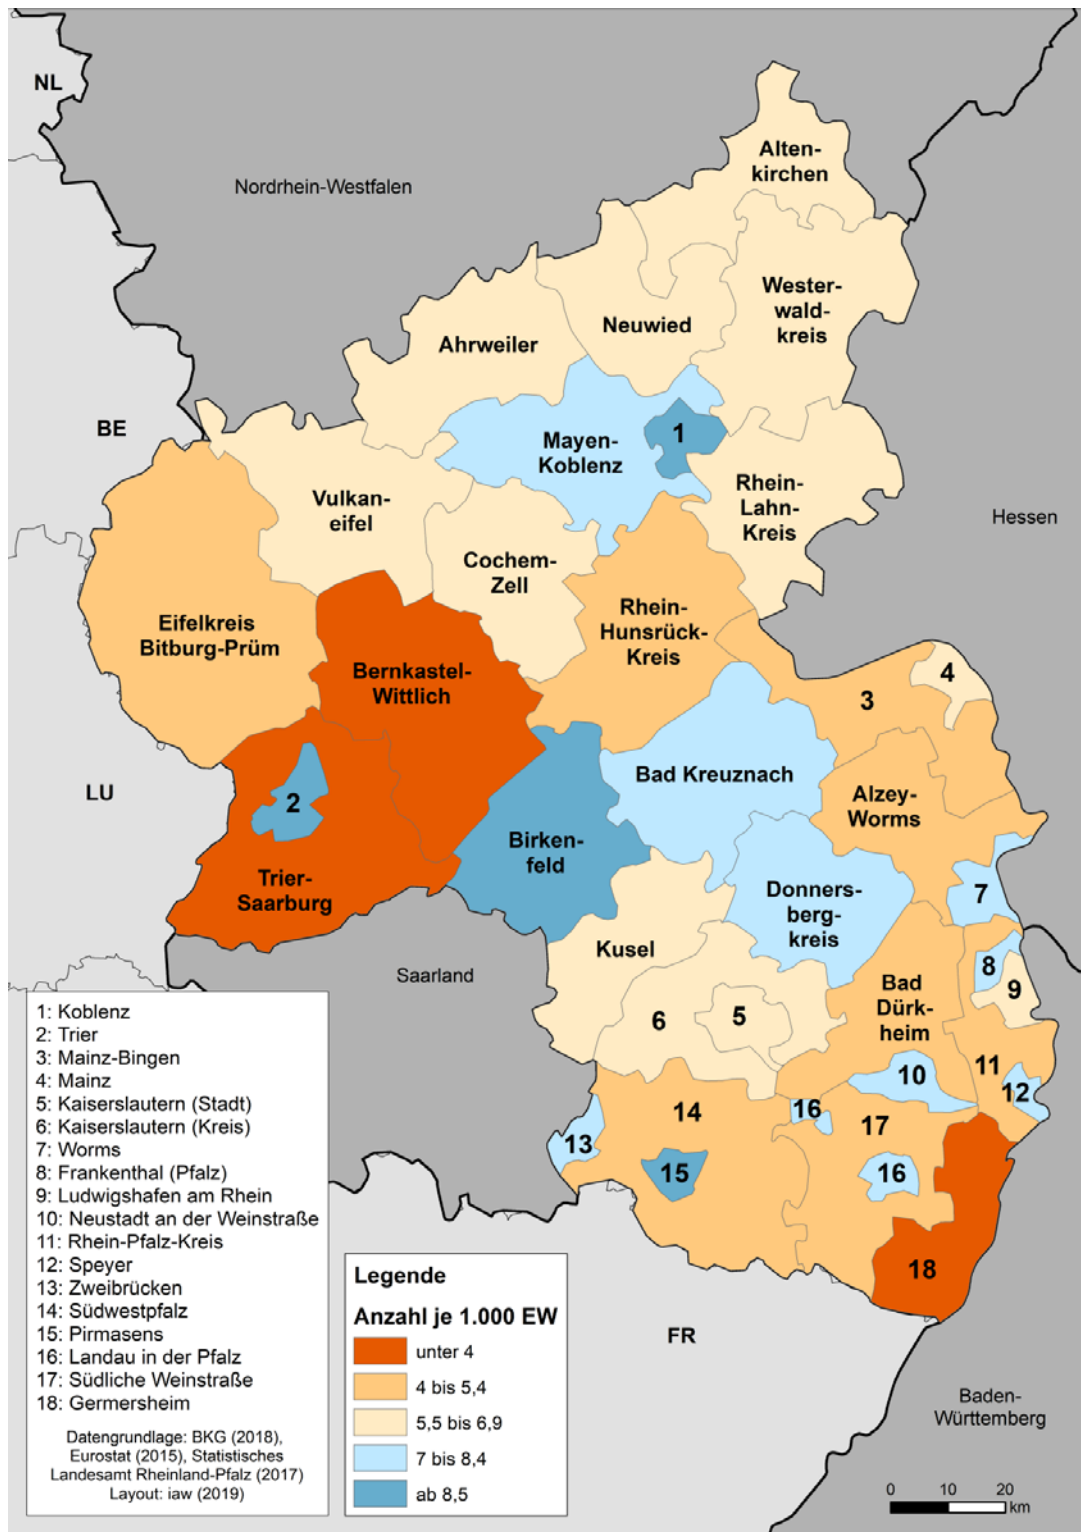 NL
Nordrhein-Westfalen
Alten-
kirchen
Wester-
wald-
kreis
Neuwied
Ahrweiler
BE
1
Mayen-
Koblenz
Rhein-
Lahn-
Kreis
Vulkan-
eifel
Hessen
Cochem-
Zell
Eifelkreis
Bitburg-Prüm
Rhein-
Hunsrück-
Kreis
Bernkastel-
Wittlich
4
3
LU
2
Bad Kreuznach
Alzey-
Worms
Birken-
feld
Trier-
Saarburg
Donners-
berg-
kreis
7
Kusel
Saarland
8
9
Bad
Dürk-
heim
6
5
11
10
12
14
16
17
13
15
16
18
FR
Baden-
Württemberg
1: Koblenz
2: Trier
3: Mainz-Bingen
4: Mainz
5: Kaiserslautern (Stadt)
6: Kaiserslautern (Kreis)
7: Worms
8: Frankenthal (Pfalz)
9: Ludwigshafen am Rhein
10: Neustadt an der Weinstraße
11: Rhein-Pfalz-Kreis
12: Speyer
13: Zweibrücken
14: Südwestpfalz
15: Pirmasens
16: Landau in der Pfalz
17: Südliche Weinstraße
18: Germersheim
Datengrundlage: BKG (2018),
Eurostat (2015), Statistisches
Landesamt Rheinland-Pfalz (2017)
Layout: iaw (2019)
Legende
Anzahl je 1.000 EW
unter 4
4 bis 5,4
5,5 bis 6,9
7 bis 8,4
ab 8,5
0 10 20
km